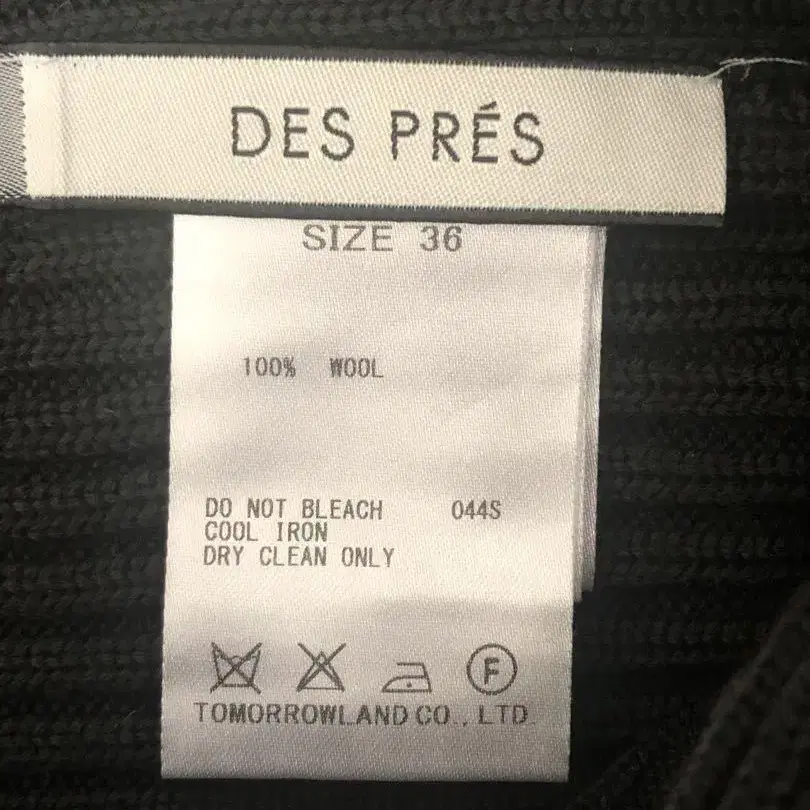 DES PRÉS
SIZE 36
100% WOOL
DO NOT BLEACH 044S
COOL IRON
DRY CLEAN ONLY
F
TOMORROWLAND CO., LTD.